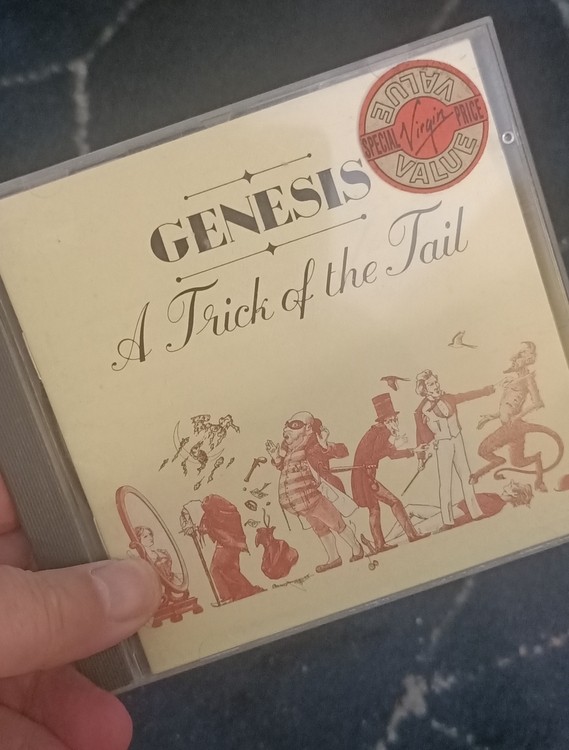 GENESIS
A Trick of the Tail
VALUE
SPECIAL Virgin PRICE
VALUE